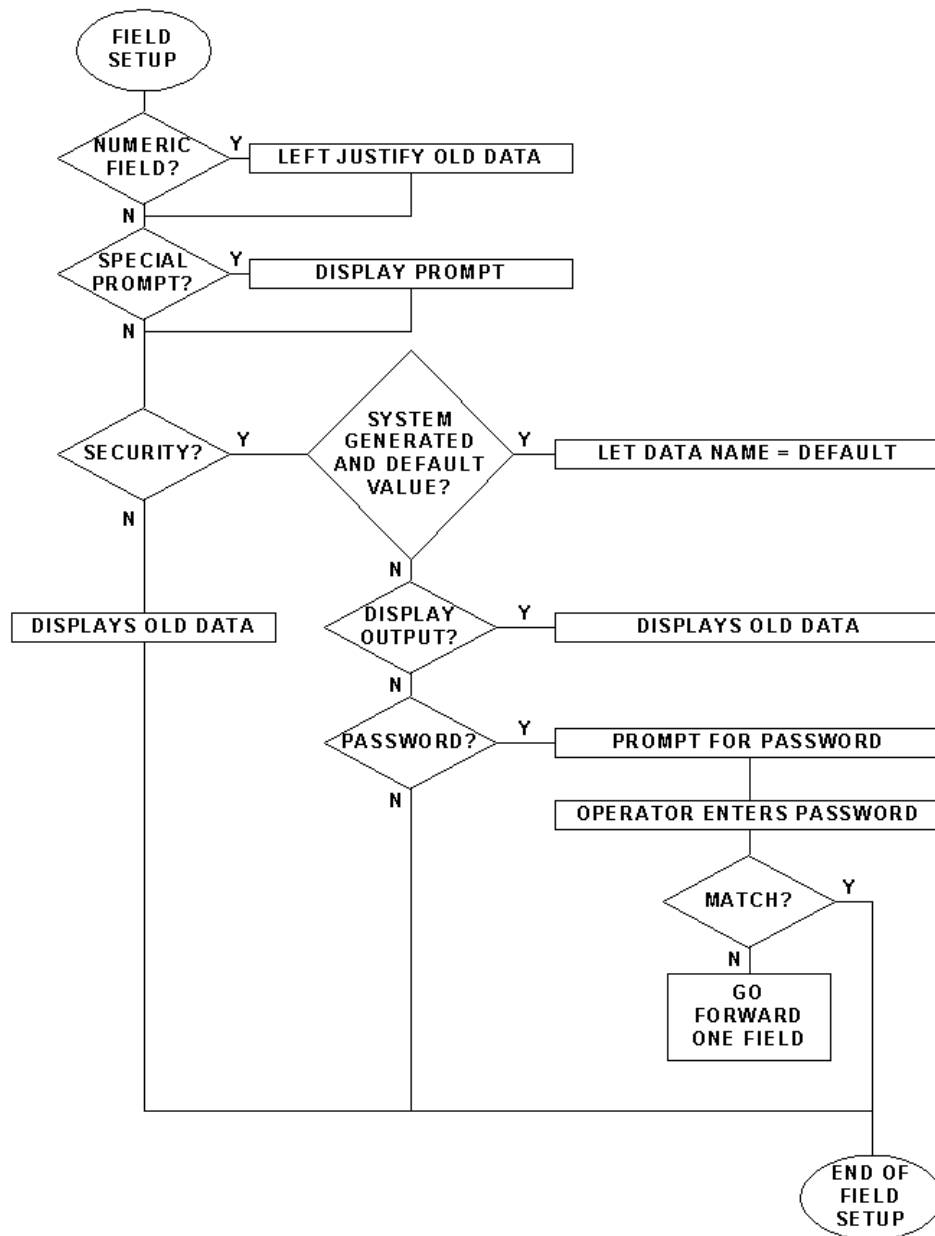 FIELD
SETUP
NUMERIC
FIELD?
Y
LEFT JUSTIFY OLD DATA
N
SPECIAL
PROMPT?
Y
DISPLAY PROMPT
N
SECURITY?
Y
SYSTEM
GENERATED
AND DEFAULT
VALUE?
Y
LET DATA NAME = DEFAULT
N
DISPLAYS OLD DATA
N
DISPLAY
OUTPUT?
Y
DISPLAYS OLD DATA
N
PASSWORD?
Y
PROMPT FOR PASSWORD
N
OPERATOR ENTERS PASSWORD
MATCH?
Y
N
GO
FORWARD
ONE FIELD
END OF
FIELD
SETUP